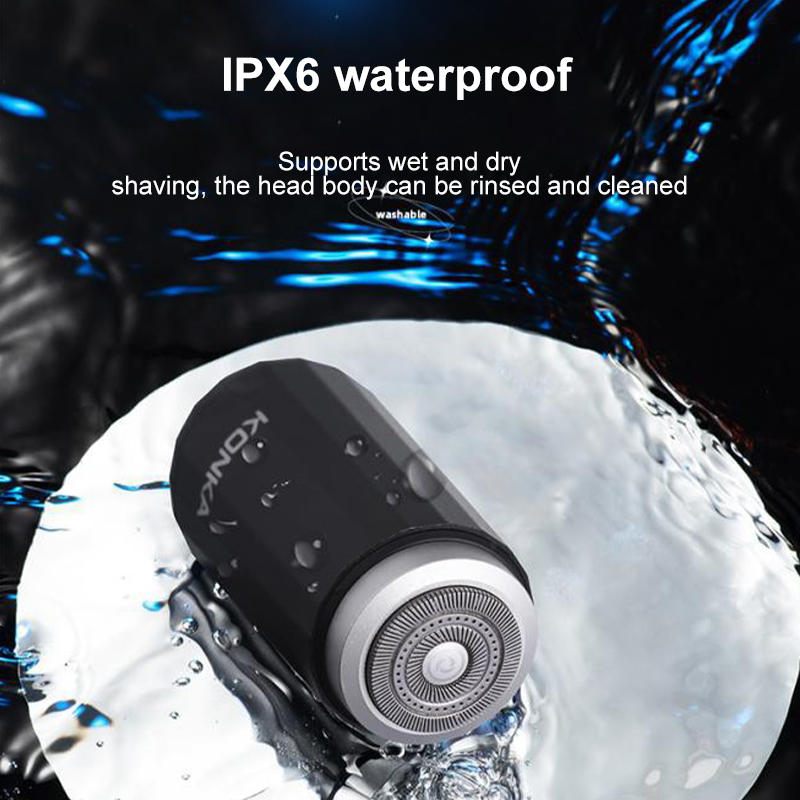 IPX6 waterproof
Supports wet and dry
shaving, the head body can be rinsed and cleaned
washable
KONKA